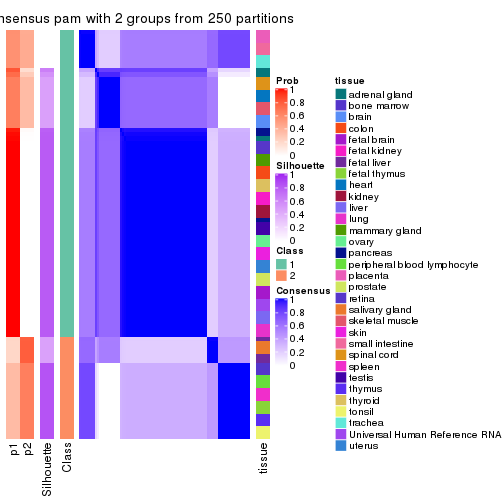 nsensus pam with 2 groups from 250 partitions
p1
p2
Silhouette
Class
tissue
Prob
1
0.8
0.6
0.4
0.2
0
Silhouette
1
0.8
0.6
0.4
0.2
0
Class
1
2
Consensus
1
0.8
0.6
0.4
0.2
0
tissue
adrenal gland
bone marrow
brain
colon
fetal brain
fetal kidney
fetal liver
fetal thymus
heart
kidney
liver
lung
mammary gland
ovary
pancreas
peripheral blood lymphocyte
placenta
prostate
retina
salivary gland
skeletal muscle
skin
small intestine
spinal cord
spleen
testis
thymus
thyroid
tonsil
trachea
Universal Human Reference RNA
uterus